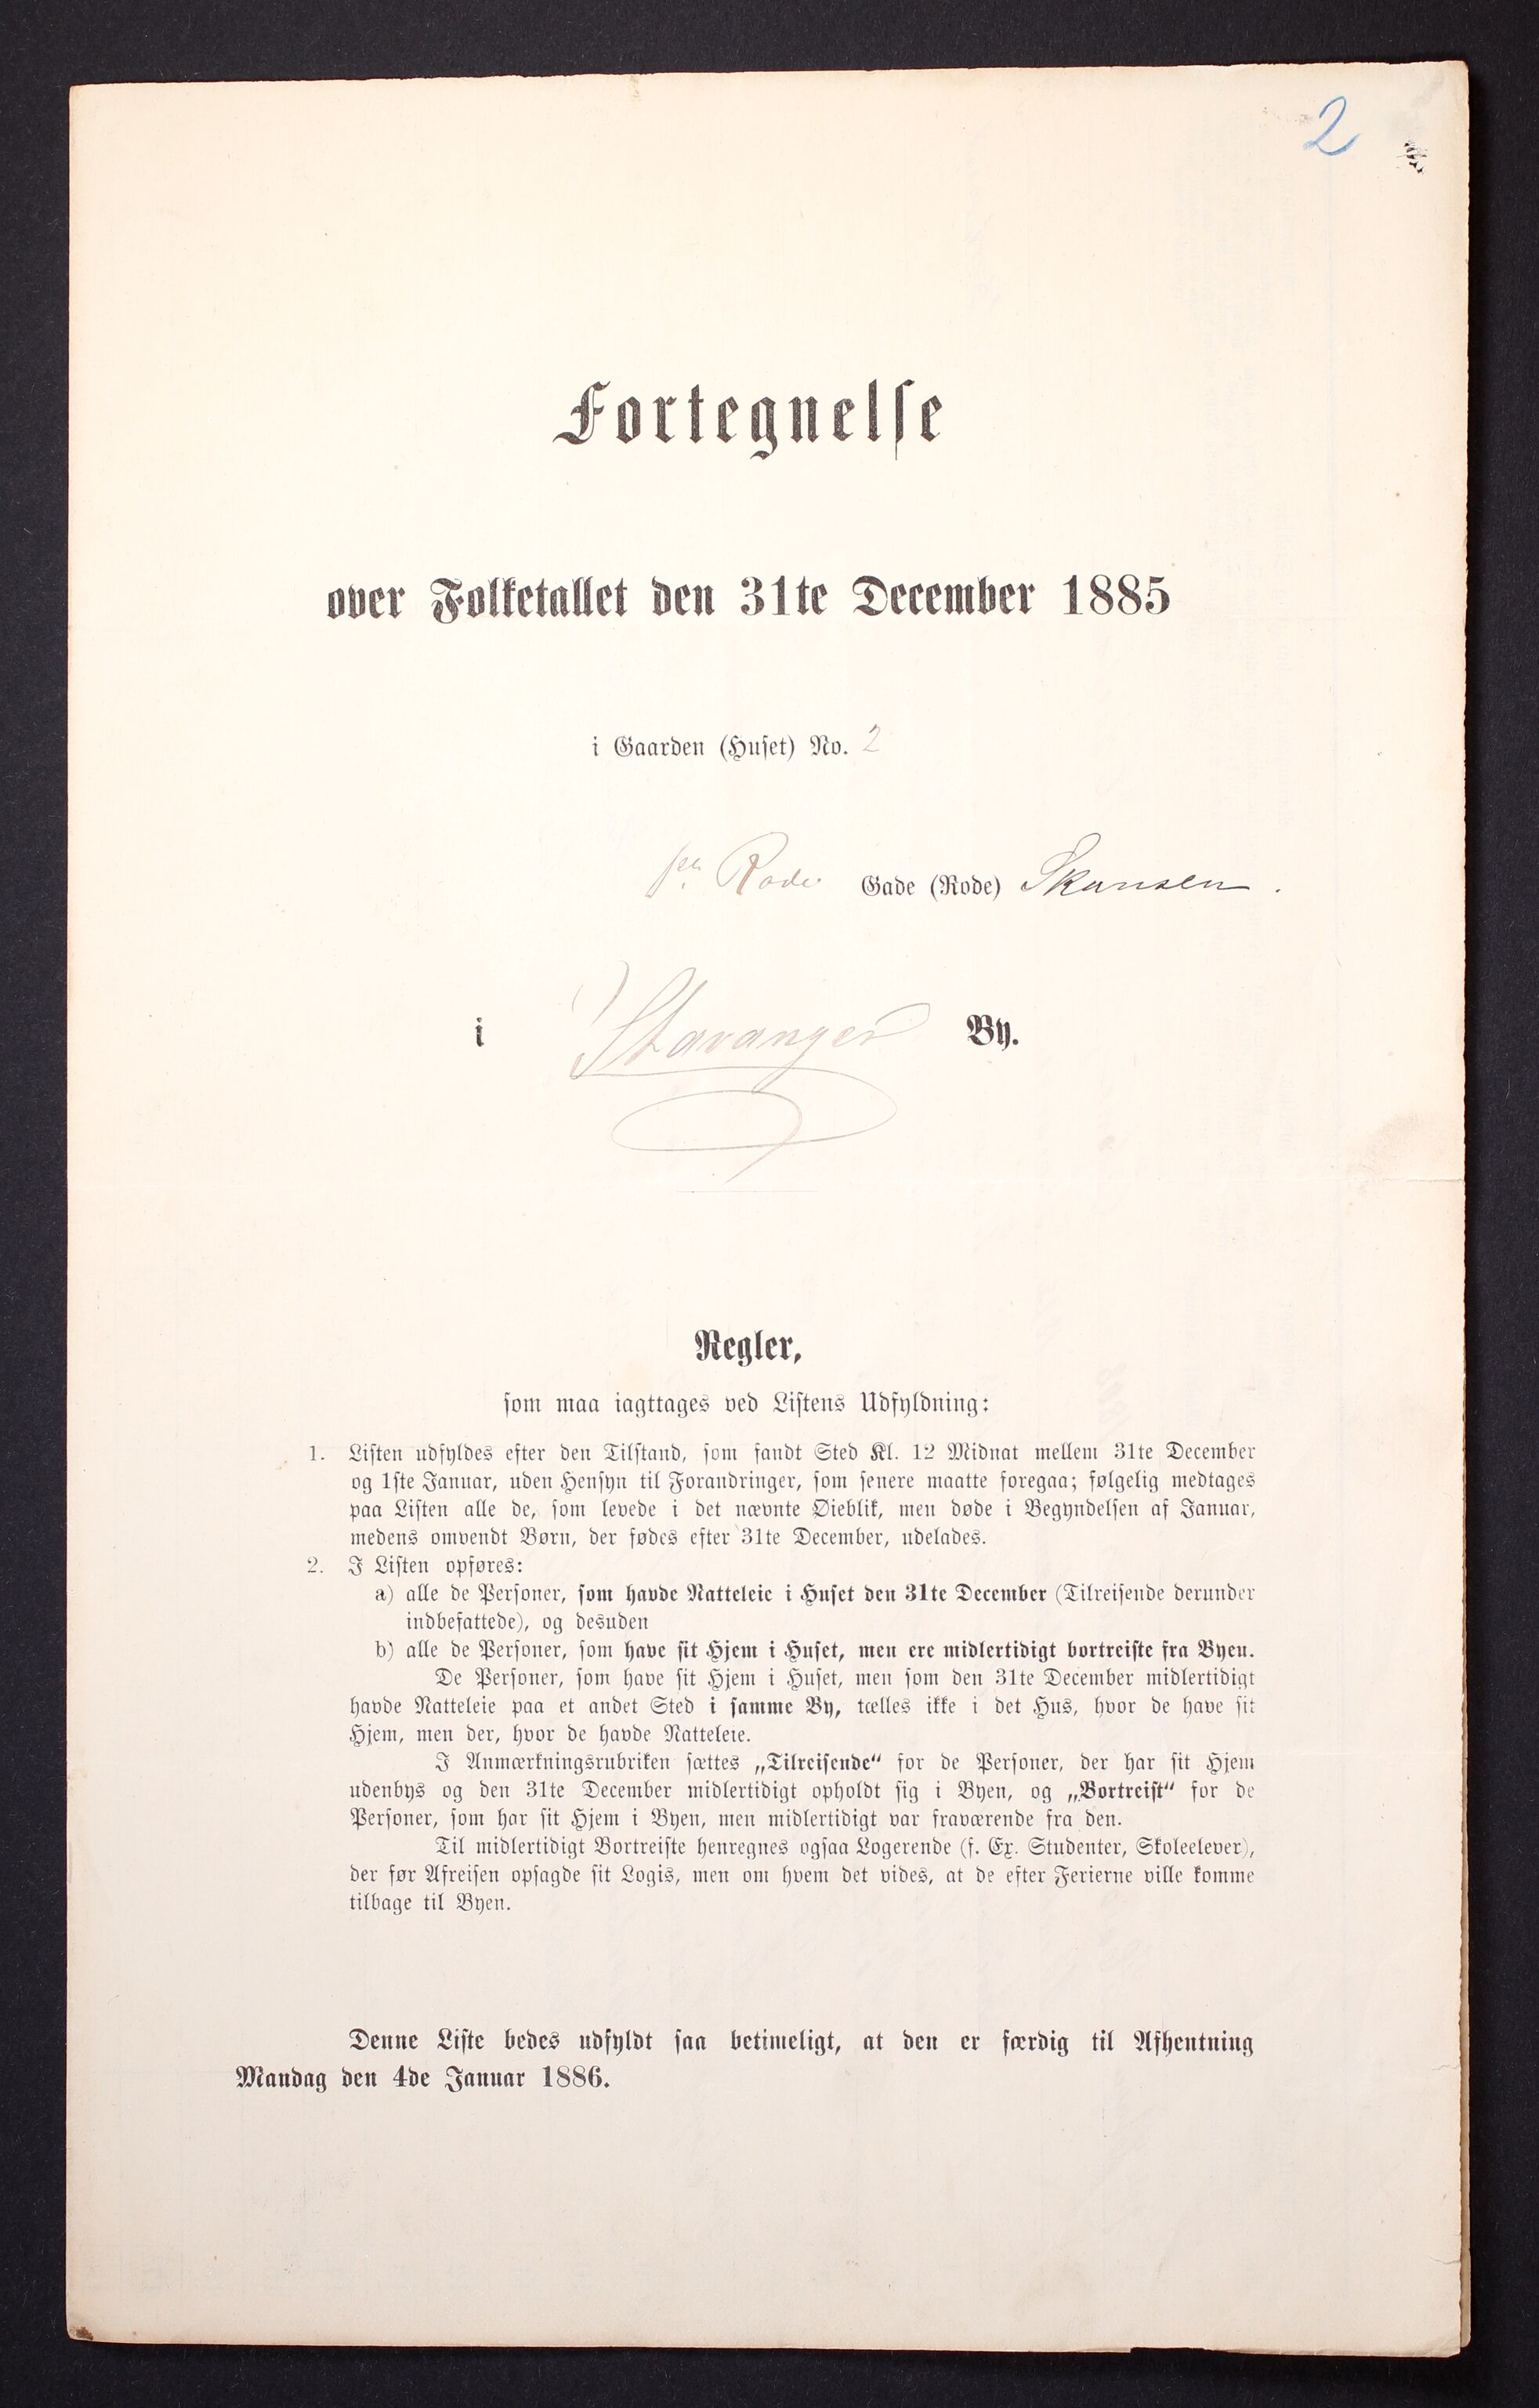 2
Fortegnelse
over Folketallet den 31te December 1885
i Gaarden (Huset) No. 2
Rode Gade (Rode) Skansen.
i Stavanger By.
Regler,
som maa iagttages ved Listens Udfyldning:
1. Listen udfyldes efter den Tilstand, som fandt Sted Kl. 12 Midnat mellem 31te December
og 1ste Januar, uden Hensyn til Forandringer, som senere maatte foregaa; følgelig medtages
paa Listen alle de, som levede i det nævnte Øieblik, men døde i Begyndelsen af Januar,
medens omvendt Børn, der fødes efter 31te December, udelades.
2. I Listen opføres:
a) alle de Personer, som havde Natteleie i Huset den 31te December (Tilreisende derunder
indbefattede), og desuden
b) alle de Personer, som have sit Hjem i Huset, men ere midlertidigt bortreiste fra Byen.
De Personer, som have sit Hjem i Huset, men som den 31te December midlertidigt
havde Natteleie paa et andet Sted i samme By, tælles ikke i det Hus, hvor de have sit
Hjem, men der, hvor de havde Natteleie.
I Anmærkningsrubriken sættes „Tilreisende“ for de Personer, der har sit Hjem
udenbys og den 31te December midlertidigt opholdt sig i Byen, og „Bortreist“ for de
Personer, som har sit Hjem i Byen, men midlertidigt var fraværende fra den.
Til midlertidigt Bortreiste henregnes ogsaa Logerende (f. Ex. Studenter, Skoleelever),
der før Afreisen opsagde sit Logis, men om hvem det vides, at de efter Ferierne ville komme
tilbage til Byen.
Denne Liste bedes udfyldt saa betimeligt, at den er færdig til Afhentning
Mandag den 4de Januar 1886.